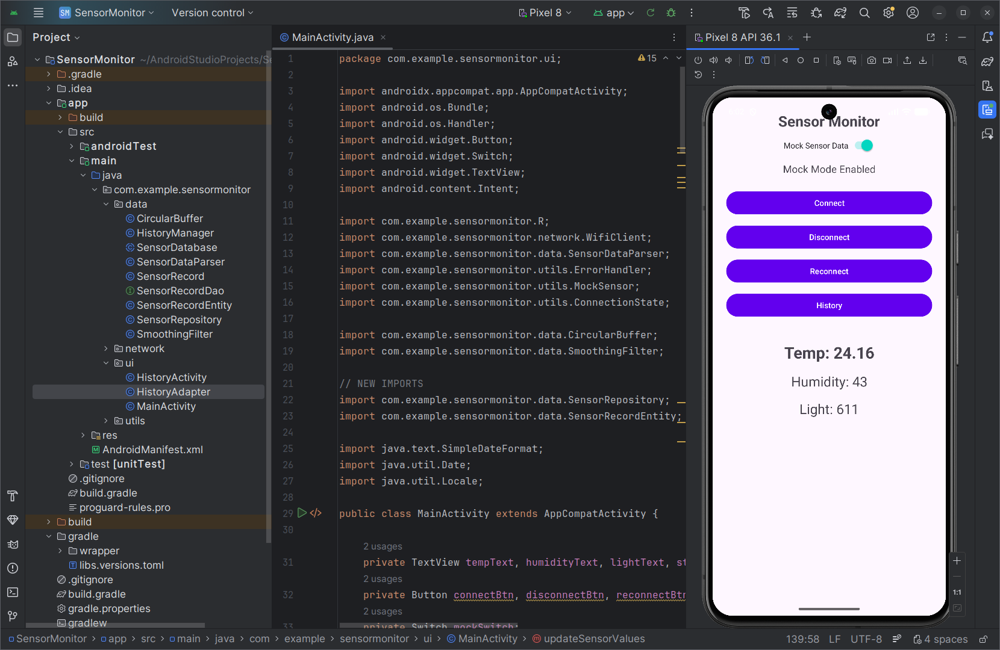 SM SensorMonitor Version control Pixel 8 app
Project
SensorMonitor ~/AndroidStudioProjects/Se
.gradle
.idea
app
build
src
androidTest
main
java
com.example.sensormonitor
data
CircularBuffer
HistoryManager
SensorDatabase
SensorDataParser
SensorRecord
SensorRecordDao
SensorRecordEntity
SensorRepository
SmoothingFilter
network
ui
HistoryActivity
HistoryAdapter
MainActivity
utils
res
AndroidManifest.xml
test [unitTest]
.gitignore
build.gradle
proguard-rules.pro
build
gradle
wrapper
libs.versions.toml
.gitignore
build.gradle
gradle.properties
gradlew
MainActivity.java
15
1 package com.example.sensormonitor.ui;
2
3 import androidx.appcompat.app.AppCompatActivity;
4 import android.os.Bundle;
5 import android.os.Handler;
6 import android.widget.Button;
7 import android.widget.Switch;
8 import android.widget.TextView;
9 import android.content.Intent;
10
11 import com.example.sensormonitor.R;
12 import com.example.sensormonitor.network.WifiClient;
13 import com.example.sensormonitor.data.SensorDataParser;
14 import com.example.sensormonitor.utils.ErrorHandler;
15 import com.example.sensormonitor.utils.MockSensor;
16 import com.example.sensormonitor.utils.ConnectionState;
17
18 import com.example.sensormonitor.data.CircularBuffer;
19 import com.example.sensormonitor.data.SmoothingFilter;
20
21 // NEW IMPORTS
22 import com.example.sensormonitor.data.SensorRepository;
23 import com.example.sensormonitor.data.SensorRecordEntity;
24
25 import java.text.SimpleDateFormat;
26 import java.util.Date;
27 import java.util.Locale;
28
29 public class MainActivity extends AppCompatActivity {
30
2 usages
31 private TextView tempText, humidityText, lightText, st
2 usages
32 private Button connectBtn, disconnectBtn, reconnectBtn
2 usages
33 private Switch mockSwitch;
Pixel 8 API 36.1
Sensor Monitor
Mock Sensor Data
Mock Mode Enabled
Connect
Disconnect
Reconnect
History
Temp: 24.16
Humidity: 43
Light: 611
1:1
SensorMonitor > app > src > main > java > com > example > sensormonitor > ui > MainActivity > updateSensorValues
139:58 LF UTF-8 4 spaces